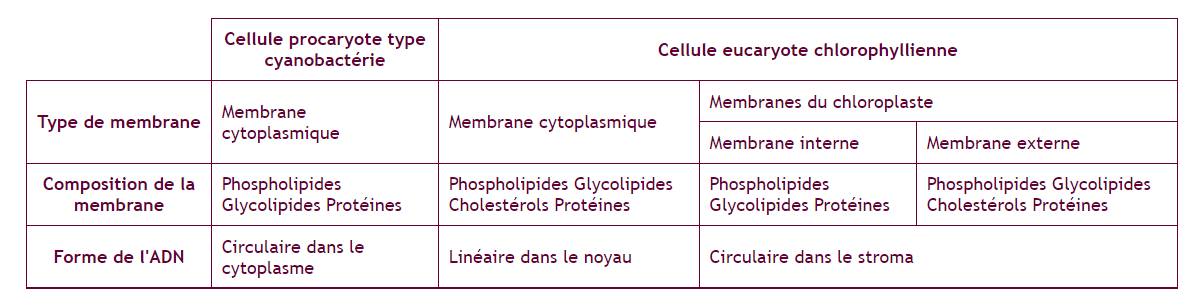 Cellule procaryote type
cyanobactérie
Cellule eucaryote chlorophyllienne
Type de membrane
Membrane
cytoplasmique
Membrane cytoplasmique
Membranes du chloroplaste
Membrane interne
Membrane externe
Composition de la
membrane
Phospholipides
Glycolipides Protéines
Phospholipides Glycolipides
Cholestérols Protéines
Phospholipides
Glycolipides Protéines
Phospholipides Glycolipides
Cholestérols Protéines
Forme de l'ADN
Circulaire dans le
cytoplasme
Linéaire dans le noyau
Circulaire dans le stroma